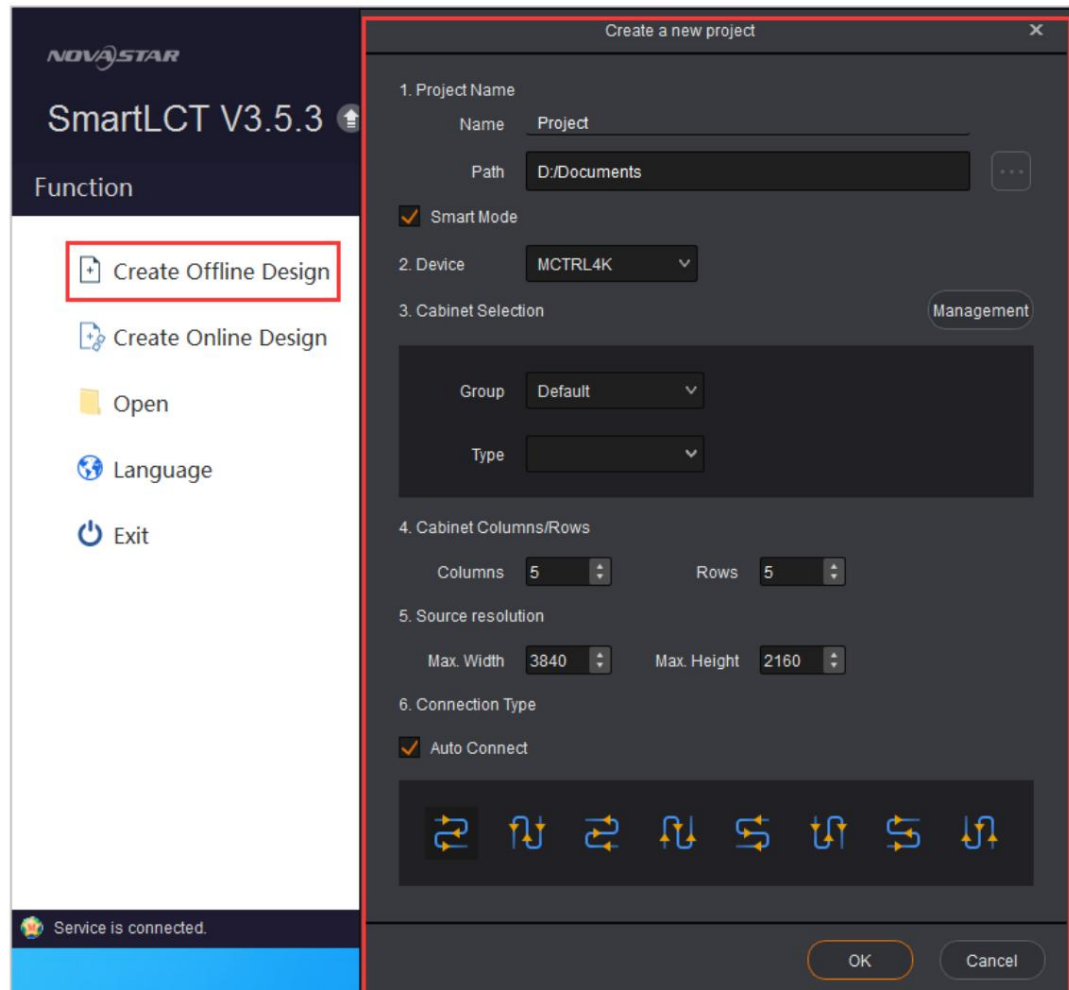 NOVASTAR
SmartLCT V3.5.3
Function
Create Offline Design
Create Online Design
Open
Language
Exit
Service is connected.
Create a new project
1. Project Name
Name Project
Path D:/Documents ...
Smart Mode
2. Device MCTRL4K
3. Cabinet Selection Management
Group Default
Type
4. Cabinet Columns/Rows
Columns 5 Rows 5
5. Source resolution
Max. Width 3840 Max. Height 2160
6. Connection Type
Auto Connect
OK Cancel